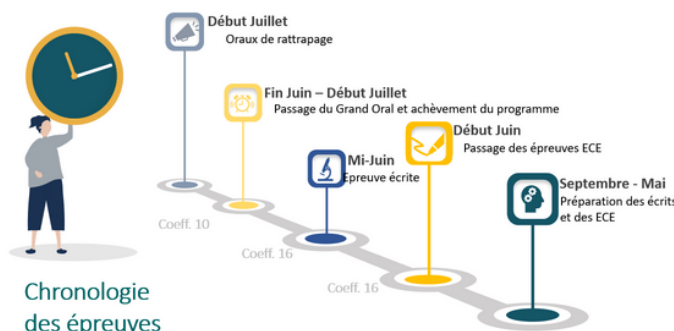 Début Juillet
Oraux de rattrapage
Fin Juin – Début Juillet
Passage du Grand Oral et achèvement du programme
Début Juin
Passage des épreuves ECE
Mi-Juin
Epreuve écrite
Septembre - Mai
Préparation des écrits
et des ECE
Coeff. 10
Coeff. 16
Coeff. 16
Chronologie
des épreuves